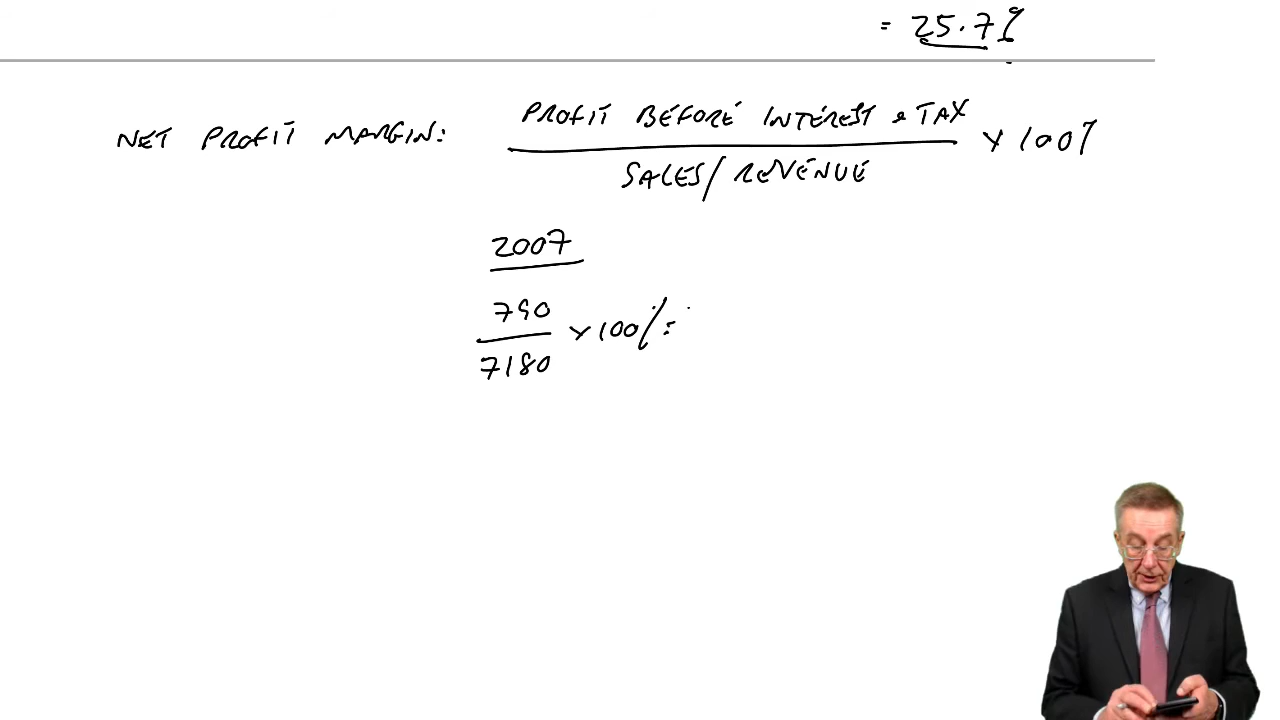 = 25.7%
NET PROFIT MARGIN: PROFIT BEFORE INTEREST & TAX
SALES/REVENUE
× 100%
2007
790
7180
× 100% =